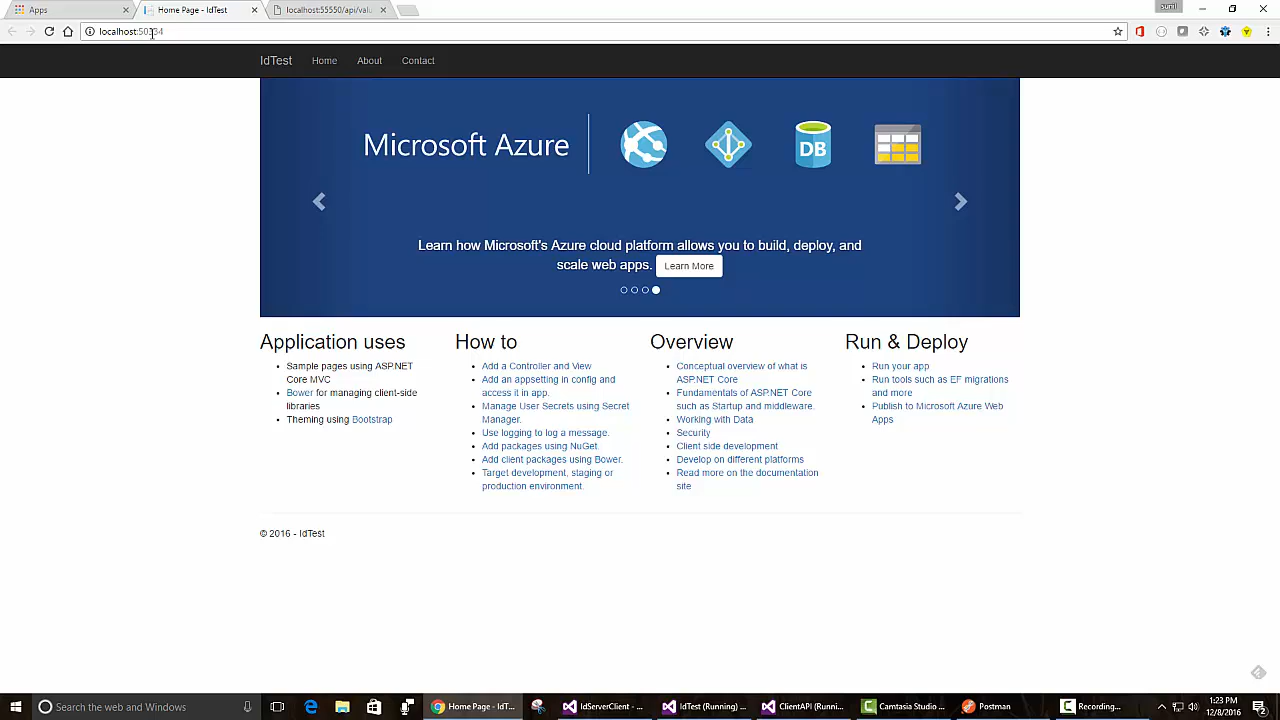 Apps
Home Page - IdTest
localhost:55550/api/valu
sunil
IdTest
Home
About
Contact
Microsoft Azure
DB
Learn how Microsoft's Azure cloud platform allows you to build, deploy, and
scale web apps. Learn More
Application uses
Sample pages using ASP.NET
Core MVC
Bower for managing client-side
libraries
Theming using Bootstrap
How to
Add a Controller and View
Add an appsetting in config and
access it in app.
Manage User Secrets using Secret
Manager.
Use logging to log a message.
Add packages using NuGet.
Add client packages using Bower.
Target development, staging or
production environment.
Overview
Conceptual overview of what is
ASP.NET Core
Fundamentals of ASP.NET Core
such as Startup and middleware.
Working with Data
Security
Client side development
Develop on different platforms
Read more on the documentation
site
Run & Deploy
Run your app
Run tools such as EF migrations
and more
Publish to Microsoft Azure Web
Apps
© 2016 - IdTest
Search the web and Windows
Home Page - IdT...
IdServerClient - ...
IdTest (Running) ...
ClientAPI (Runni...
Camtasia Studio ...
Postman
Recording...
1:23 PM
12/8/2016